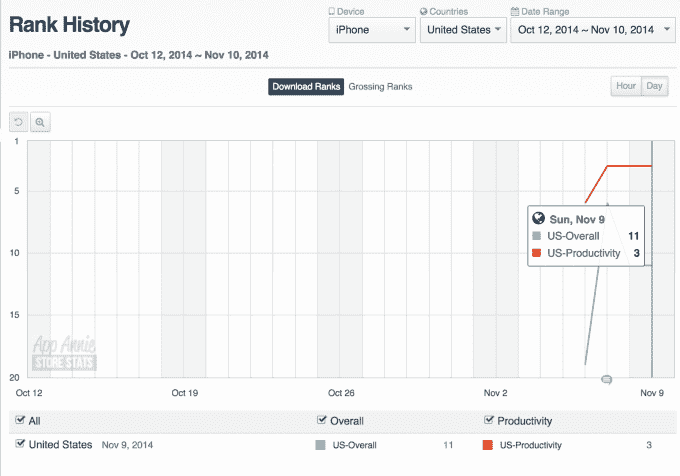 Rank History
Device
Countries
Date Range
iPhone
United States
Oct 12, 2014 ~ Nov 10, 2014
iPhone - United States - Oct 12, 2014 ~ Nov 10, 2014
Download Ranks Grossing Ranks
Hour Day
1
5
10
15
20
Sun, Nov 9
US-Overall 11
US-Productivity 3
App Annie
STORE STATS
Oct 12 Oct 19 Oct 26 Nov 2 Nov 9
All Overall Productivity
United States Nov 9, 2014 US-Overall 11 US-Productivity 3